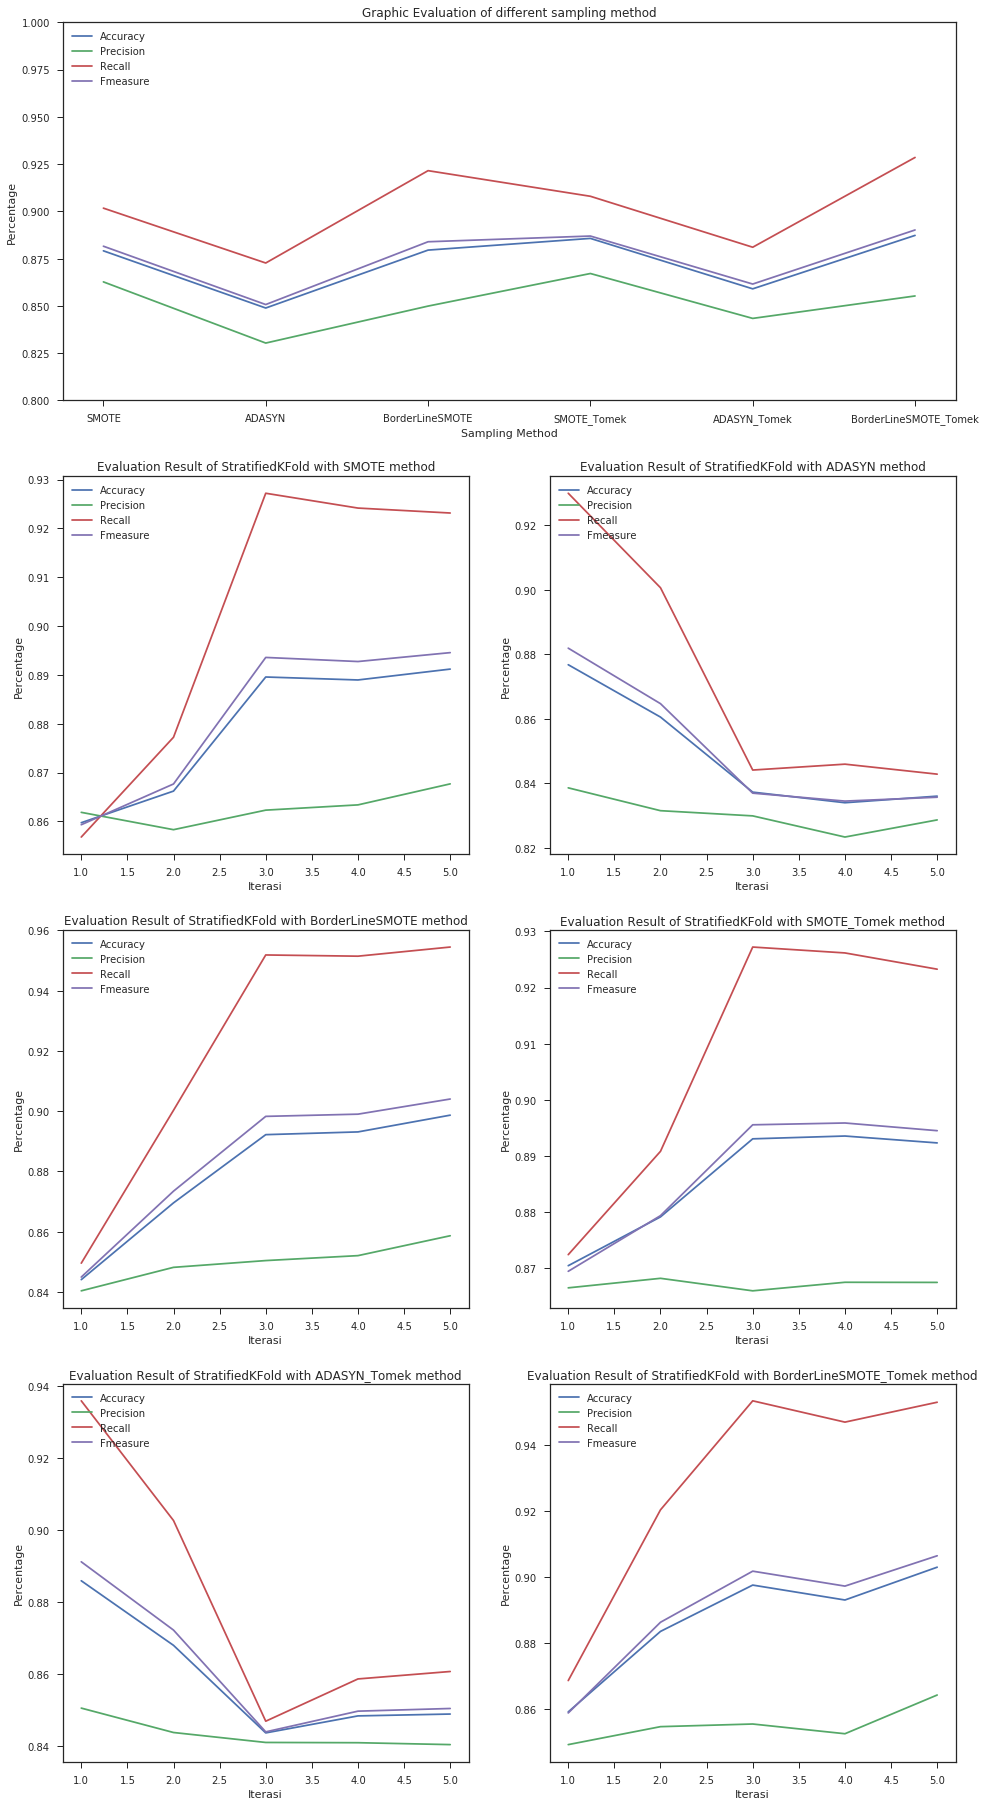 Graphic Evaluation of different sampling method
1.000
0.975
0.950
0.925
0.900
0.875
0.850
0.825
0.800
Percentage
Accuracy
Precision
Recall
Fmeasure
SMOTE ADASYN BorderLineSMOTE SMOTE_Tomek ADASYN_Tomek BorderLineSMOTE_Tomek
Sampling Method
Evaluation Result of StratifiedKFold with SMOTE method
0.93
0.92
0.91
0.90
0.89
0.88
0.87
0.86
Percentage
Accuracy
Precision
Recall
Fmeasure
1.0 1.5 2.0 2.5 3.0 3.5 4.0 4.5 5.0
Iterasi
Evaluation Result of StratifiedKFold with ADASYN method
0.92
0.90
0.88
0.86
0.84
0.82
Percentage
Accuracy
Precision
Recall
Fmeasure
1.0 1.5 2.0 2.5 3.0 3.5 4.0 4.5 5.0
Iterasi
Evaluation Result of StratifiedKFold with BorderLineSMOTE method
0.96
0.94
0.92
0.90
0.88
0.86
0.84
Percentage
Accuracy
Precision
Recall
Fmeasure
1.0 1.5 2.0 2.5 3.0 3.5 4.0 4.5 5.0
Iterasi
Evaluation Result of StratifiedKFold with SMOTE_Tomek method
0.93
0.92
0.91
0.90
0.89
0.88
0.87
Percentage
Accuracy
Precision
Recall
Fmeasure
1.0 1.5 2.0 2.5 3.0 3.5 4.0 4.5 5.0
Iterasi
Evaluation Result of StratifiedKFold with ADASYN_Tomek method
0.94
0.92
0.90
0.88
0.86
0.84
Percentage
Accuracy
Precision
Recall
Fmeasure
1.0 1.5 2.0 2.5 3.0 3.5 4.0 4.5 5.0
Iterasi
Evaluation Result of StratifiedKFold with BorderLineSMOTE_Tomek method
0.94
0.92
0.90
0.88
0.86
Percentage
Accuracy
Precision
Recall
Fmeasure
1.0 1.5 2.0 2.5 3.0 3.5 4.0 4.5 5.0
Iterasi